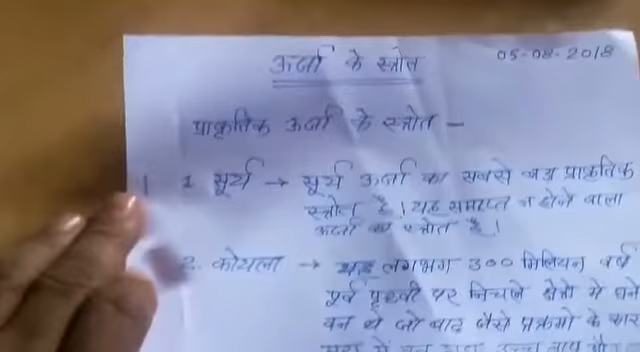 ऊर्जा के स्त्रोत
05-08-2018
प्राकृतिक ऊर्जा के स्त्रोत –
1 सूर्य → सूर्य ऊर्जा का सबसे बड़ा प्राकृतिक
स्त्रोत है। यह समाप्त न होने वाला
ऊर्जा का स्त्रोत है।
2. कोयला → यह लगभग 300 मिलियन वर्ष
पूर्व पृथ्वी पर निचले क्षेत्रों में घने
वन थे जो बाढ़ जैसे प्रक्रमों के कार